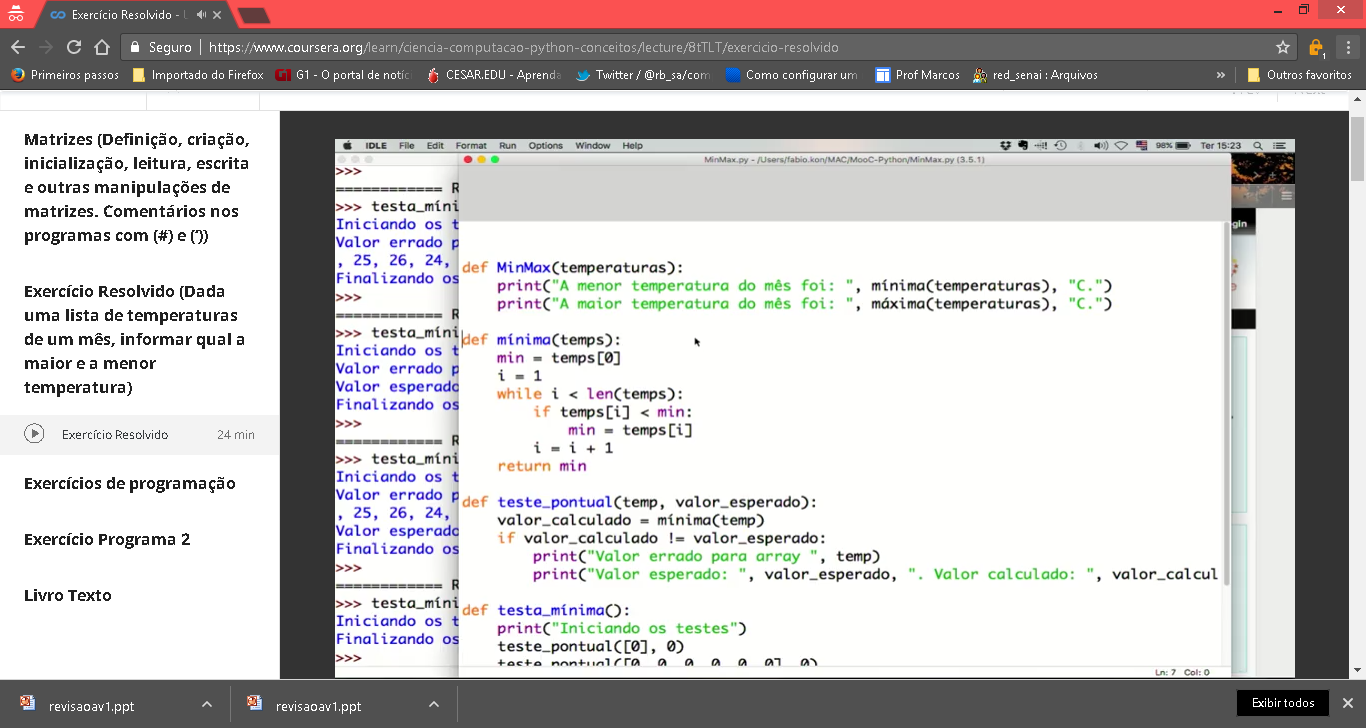 Exercício Resolvido - 
Seguro
https://www.coursera.org/learn/ciencia-computacao-python-conceitos/lecture/8tTLT/exercicio-resolvido
1
Primeiros passos
Importado do Firefox
G1 - O portal de notíc
CESAR.EDU - Aprenda
Twitter / @rb_sa/com
Como configurar um
Prof Marcos
red_senai : Arquivos
»
Outros favoritos
Matrizes (Definição, criação,
inicialização, leitura, escrita
e outras manipulações de
matrizes. Comentários nos
programas com (#) e ('))
Exercício Resolvido (Dada
uma lista de temperaturas
de um mês, informar qual a
maior e a menor
temperatura)
Exercício Resolvido 24 min
Exercícios de programação
Exercício Programa 2
Livro Texto
IDLE File Edit Format Run Options Window Help
98% Ter 15:23
MinMax.py - /Users/fabio.kon/MAC/MooC-Python/MinMax.py (3.5.1)
>>>
============ R
>>> testa_míni
Iniciando os t
Valor errado p
, 25, 26, 24,
Finalizando os
>>>
============ R
>>> testa_míni
Iniciando os t
Valor errado p
Valor esperado
Finalizando os
>>>
============ R
>>> testa_míni
Iniciando os t
Valor errado p
, 25, 26, 24,
Valor esperado
Finalizando os
>>>
============ R
>>> testa_míni
Iniciando os t
Finalizando os
>>>
def MinMax(temperaturas):
    print("A menor temperatura do mês foi: ", mínima(temperaturas), "C.")
    print("A maior temperatura do mês foi: ", máxima(temperaturas), "C.")
def mínima(temps):
    min = temps[0]
    i = 1
    while i < len(temps):
        if temps[i] < min:
            min = temps[i]
        i = i + 1
    return min
def teste_pontual(temp, valor_esperado):
    valor_calculado = mínima(temp)
    if valor_calculado != valor_esperado:
        print("Valor errado para array ", temp)
        print("Valor esperado: ", valor_esperado, ". Valor calculado: ", valor_calcul
def testa_mínima():
    print("Iniciando os testes")
    teste_pontual([0], 0)
    teste_pontual([0, 0, 0, 0, 0, 0], 0)
Ln: 7 Col: 0
gIn
revisaoav1.ppt
revisaoav1.ppt
Exibir todos